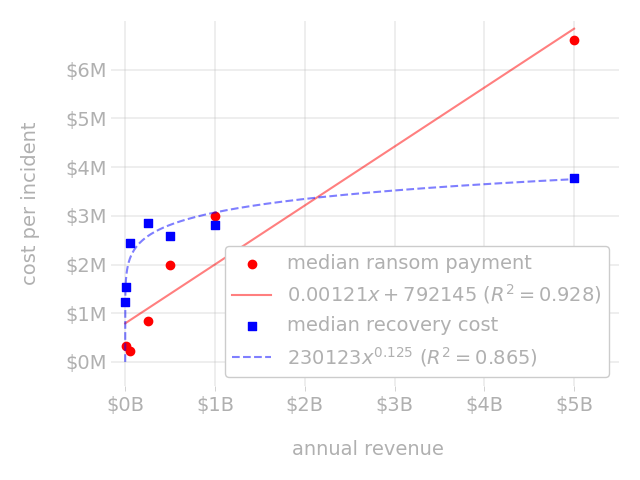 $6M
$5M
$4M
$3M
$2M
$1M
$0M
cost per incident
median ransom payment
0.00121x + 792145 (R² = 0.928)
median recovery cost
230123x^0.125 (R² = 0.865)
$0B $1B $2B $3B $4B $5B
annual revenue